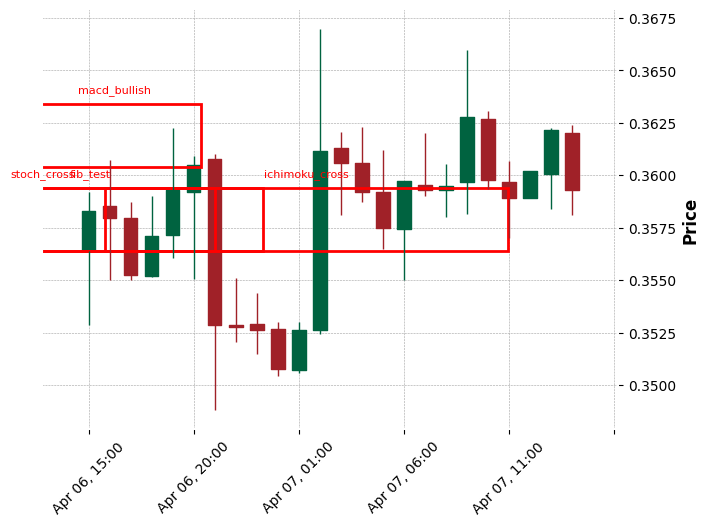 0.3675
0.3650
macd_bullish
0.3625
stoch_cross
fib_test
ichimoku_cross
0.3600
0.3575
Price
0.3550
0.3525
0.3500
Apr 06, 15:00
Apr 06, 20:00
Apr 07, 01:00
Apr 07, 06:00
Apr 07, 11:00